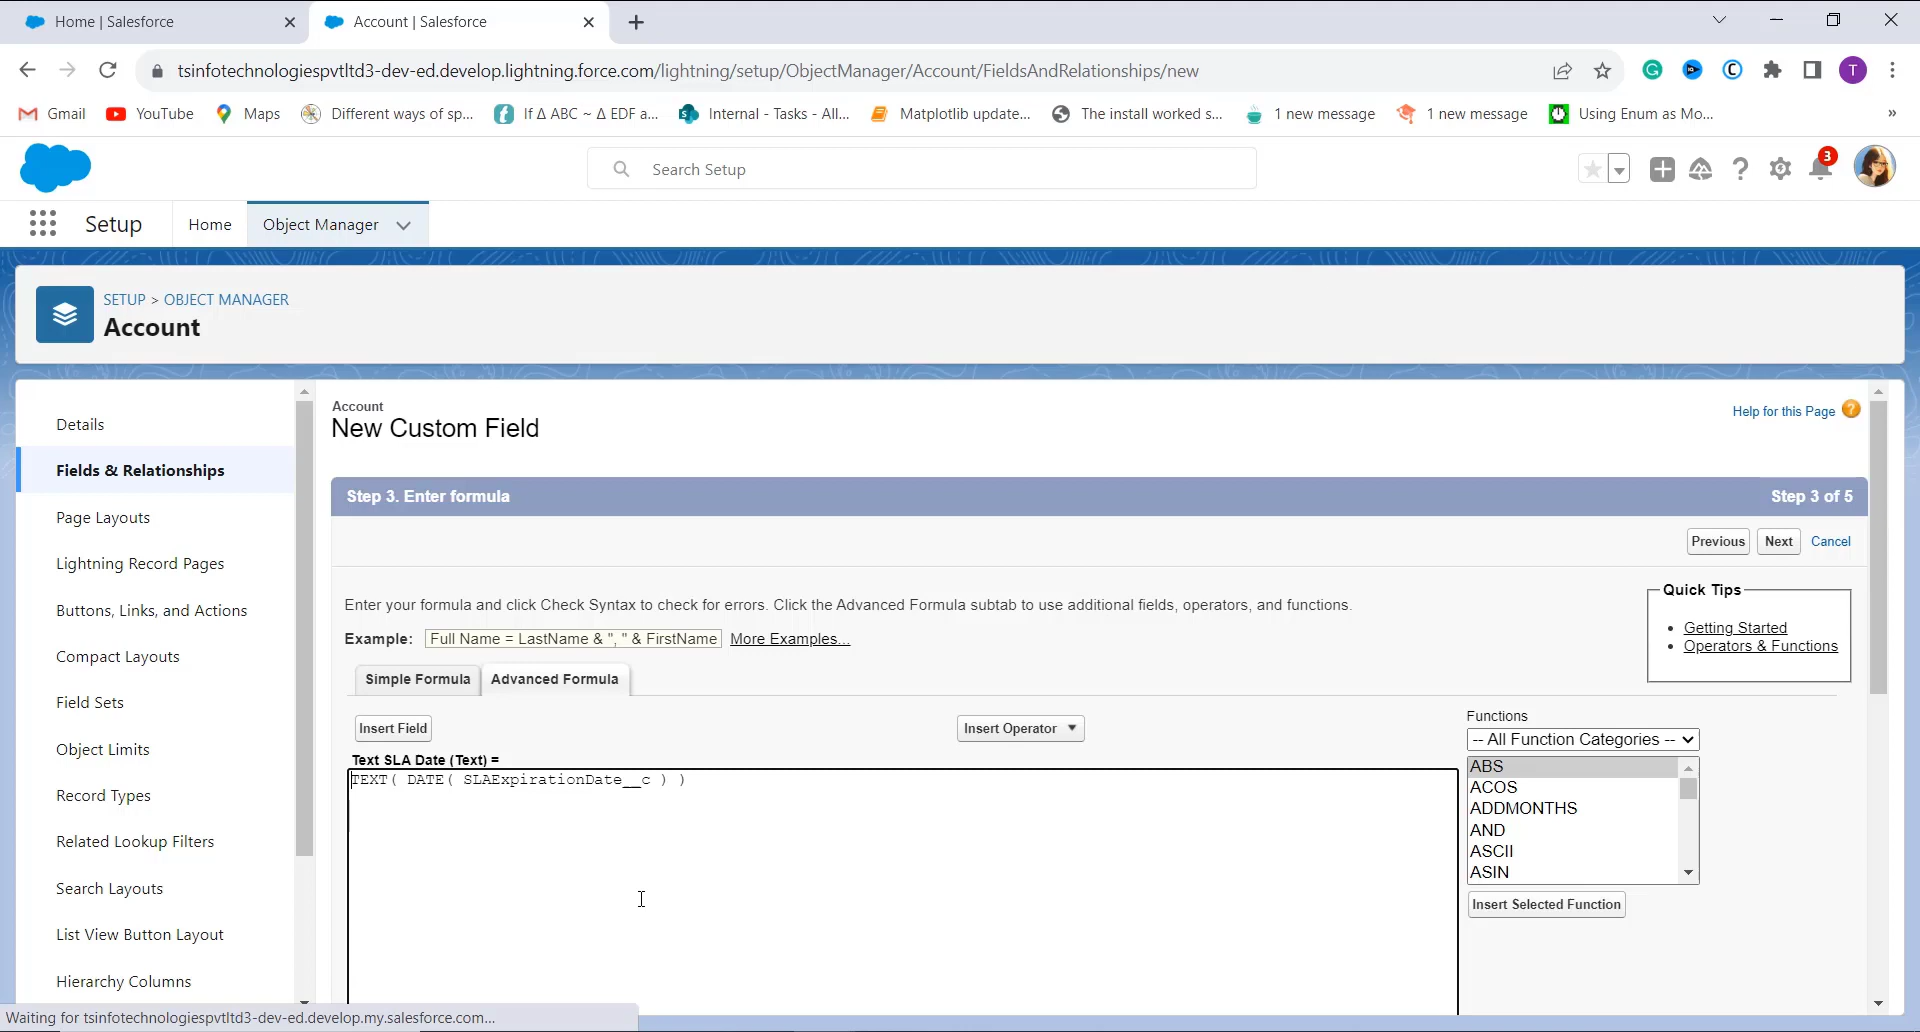 Home | Salesforce
Account | Salesforce
tsinfotechnologiespvtltd3-dev-ed.develop.lightning.force.com/lightning/setup/ObjectManager/Account/FieldsAndRelationships/new
G
C
T
Gmail
YouTube
Maps
Different ways of sp...
If Δ ABC ~ Δ EDF a...
Internal - Tasks - All...
Matplotlib update...
The install worked s...
1 new message
1 new message
Using Enum as Mo...
»
Search Setup
3
Setup
Home
Object Manager
SETUP > OBJECT MANAGER
Account
Details
Fields & Relationships
Page Layouts
Lightning Record Pages
Buttons, Links, and Actions
Compact Layouts
Field Sets
Object Limits
Record Types
Related Lookup Filters
Search Layouts
List View Button Layout
Hierarchy Columns
Account
New Custom Field
Help for this Page ?
Step 3. Enter formula
Step 3 of 5
Previous
Next
Cancel
Enter your formula and click Check Syntax to check for errors. Click the Advanced Formula subtab to use additional fields, operators, and functions.
Example: Full Name = LastName & ", " & FirstName More Examples...
Quick Tips
• Getting Started
• Operators & Functions
Simple Formula
Advanced Formula
Insert Field
Insert Operator
Text SLA Date (Text) =
TEXT( DATE( SLAExpirationDate__c ) )
Functions
-- All Function Categories --
ABS
ACOS
ADDMONTHS
AND
ASCII
ASIN
Insert Selected Function
Waiting for tsinfotechnologiespvtltd3-dev-ed.develop.my.salesforce.com...